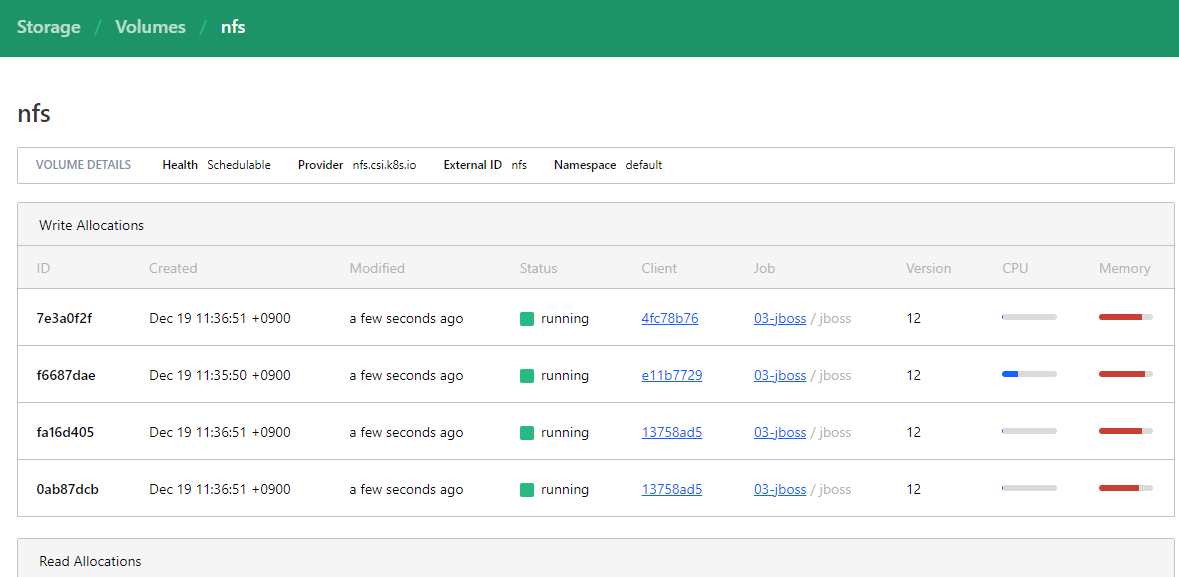 Storage / Volumes / nfs
nfs
VOLUME DETAILS Health Schedulable Provider nfs.csi.k8s.io External ID nfs Namespace default
Write Allocations
ID Created Modified Status Client Job Version CPU Memory
7e3a0f2f Dec 19 11:36:51 +0900 a few seconds ago running 4fc78b76 03-jboss / jboss 12
f6687dae Dec 19 11:35:50 +0900 a few seconds ago running e11b7729 03-jboss / jboss 12
fa16d405 Dec 19 11:36:51 +0900 a few seconds ago running 13758ad5 03-jboss / jboss 12
0ab87dcb Dec 19 11:36:51 +0900 a few seconds ago running 13758ad5 03-jboss / jboss 12
Read Allocations